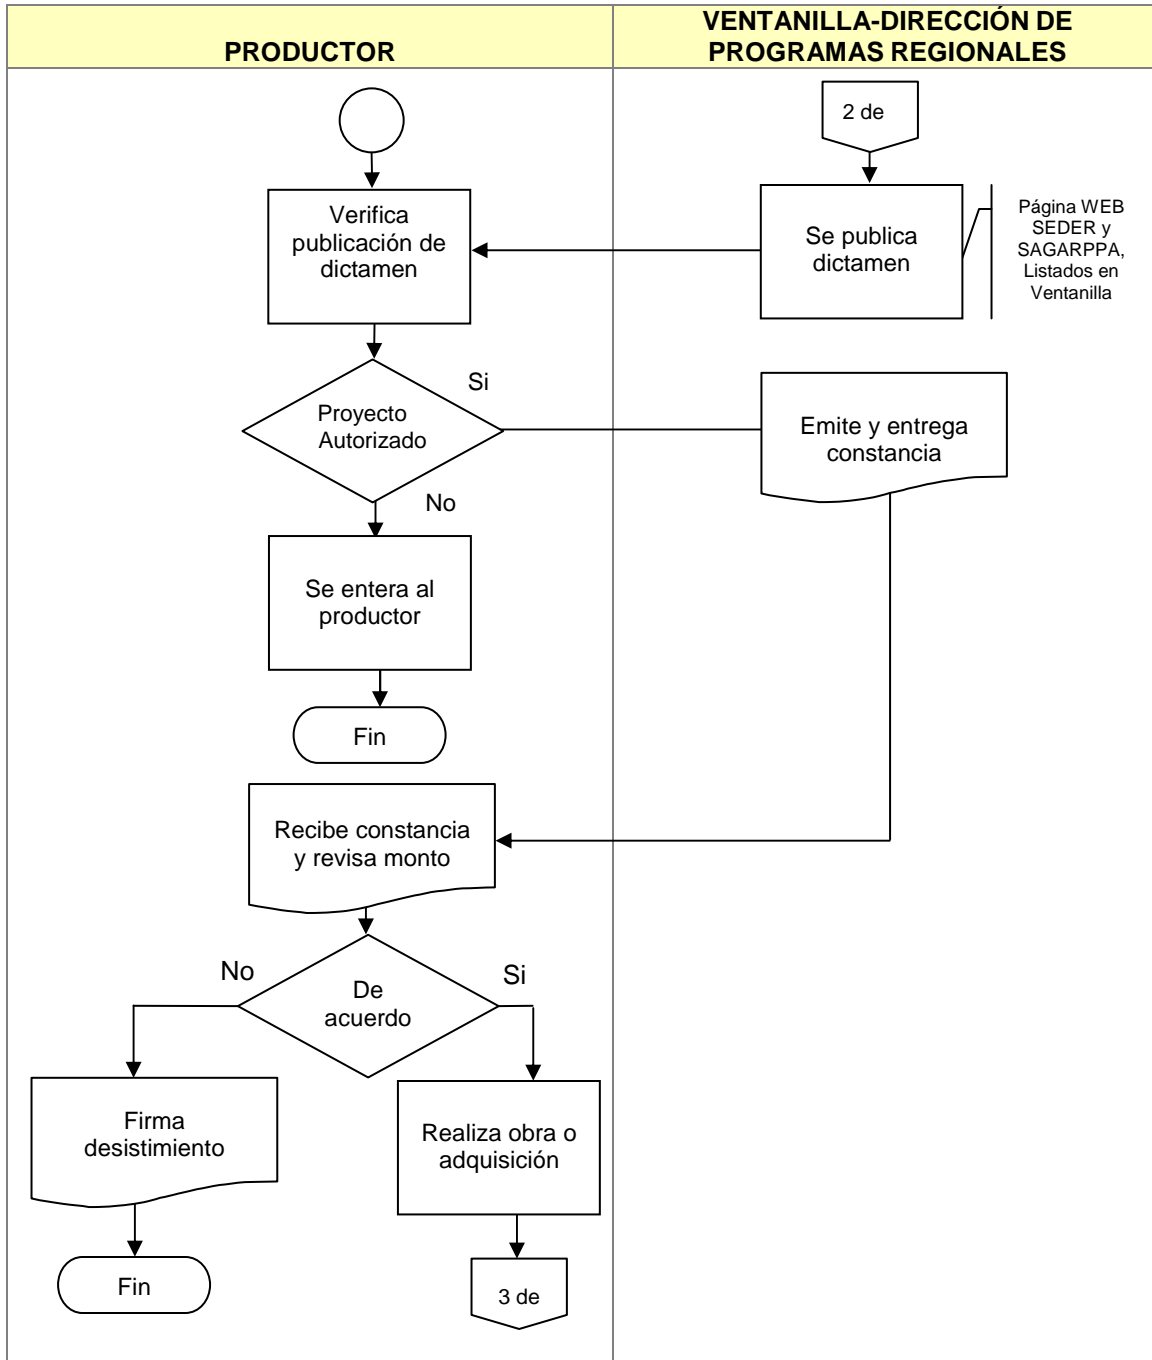 PRODUCTOR
VENTANILLA-DIRECCIÓN DE
PROGRAMAS REGIONALES
2 de
Verifica
publicación de
dictamen
Se publica
dictamen
Página WEB
SEDER y
SAGARPPA,
Listados en
Ventanilla
Si
Proyecto
Autorizado
Emite y entrega
constancia
No
Se entera al
productor
Fin
Recibe constancia
y revisa monto
No
Si
De
acuerdo
Firma
desistimiento
Realiza obra o
adquisición
Fin
3 de